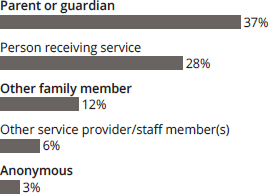 Parent or guardian
37%
Person receiving service
28%
Other family member
12%
Other service provider/staff member(s)
6%
Anonymous
3%